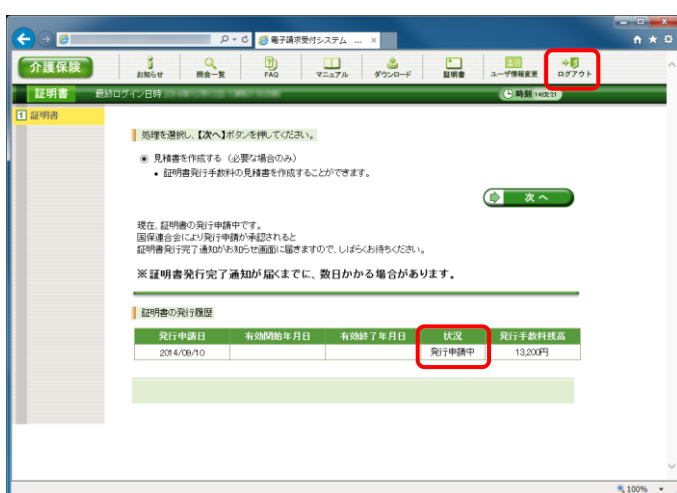 電子請求受付システム ... ×
介護保険
お知らせ 照会一覧 FAQ マニュアル ダウンロード 証明書 ユーザ情報変更 ログアウト
証明書 最終ログイン日時
時刻 14:02:21
1 証明書
処理を選択し、【次へ】ボタンを押してください。
見積書を作成する（必要な場合のみ）
• 証明書発行手数料の見積書を作成することができます。
次へ
現在、証明書の発行申請中です。
国保連合会により発行申請が承認されると
証明書発行完了通知がお知らせ画面に届きますので、しばらくお待ちください。
※証明書発行完了通知が届くまでに、数日かかる場合があります。
証明書の発行履歴
発行申請日 有効開始年月日 有効終了年月日 状況 発行手数料残高
2014/09/10 発行申請中 13,200円
100%